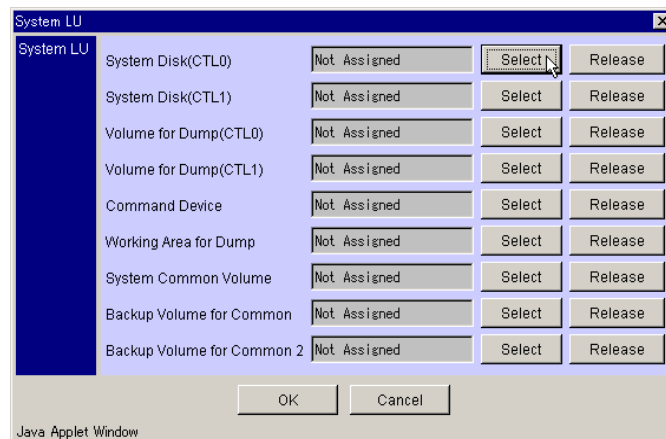 System LU
System LU
System Disk(CTL0) Not Assigned Select Release
System Disk(CTL1) Not Assigned Select Release
Volume for Dump(CTL0) Not Assigned Select Release
Volume for Dump(CTL1) Not Assigned Select Release
Command Device Not Assigned Select Release
Working Area for Dump Not Assigned Select Release
System Common Volume Not Assigned Select Release
Backup Volume for Common Not Assigned Select Release
Backup Volume for Common 2 Not Assigned Select Release
OK Cancel
Java Applet Window